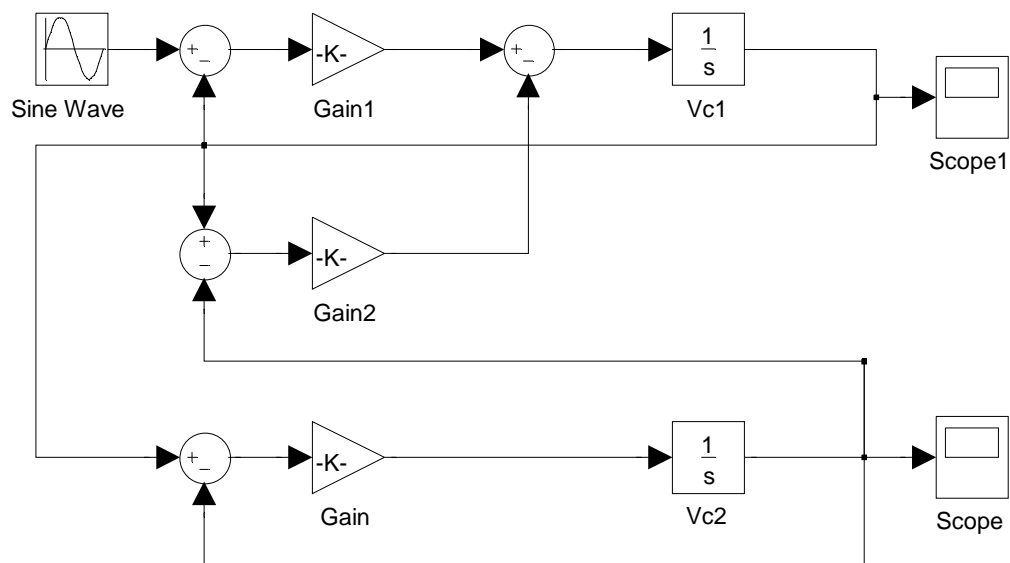 +
−
-K-
+
−
1
s
Sine Wave
Gain1
Vc1
Scope1
+
−
-K-
Gain2
+
−
-K-
1
s
Gain
Vc2
Scope